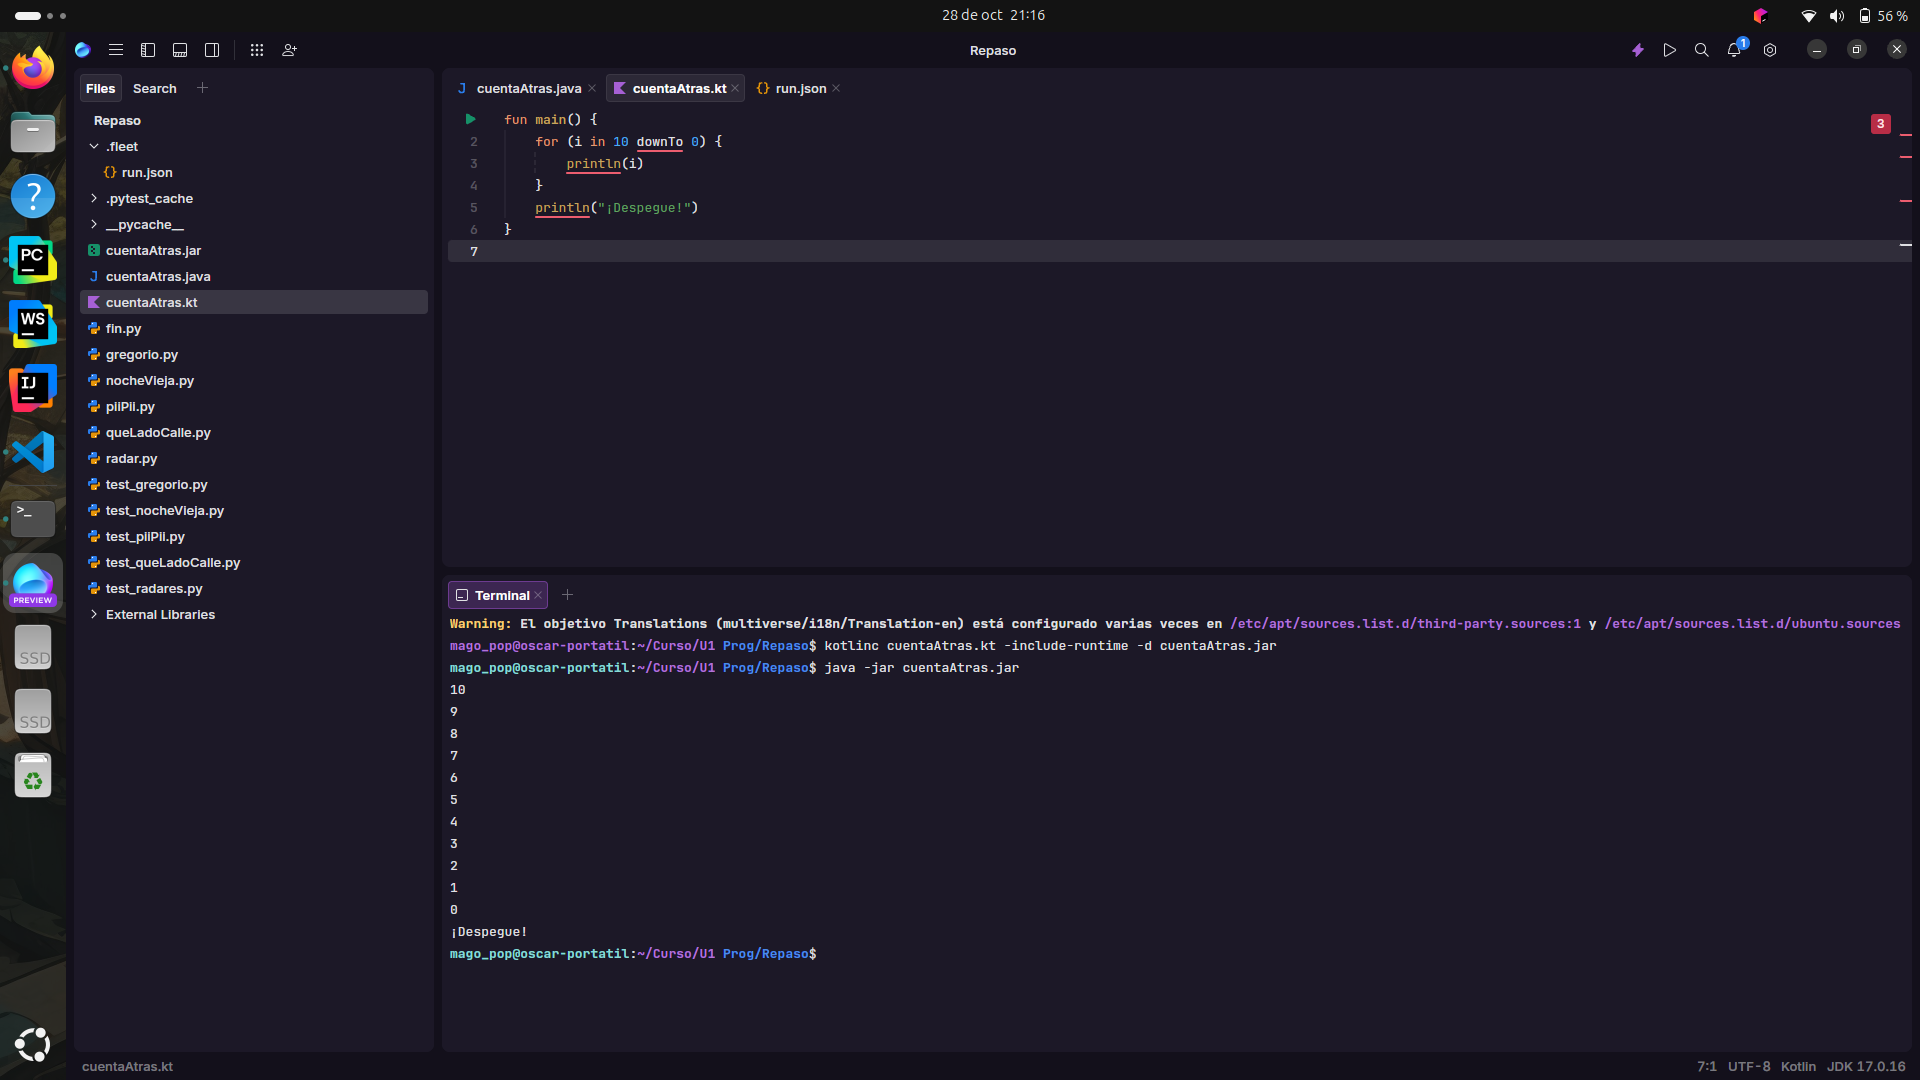 28 de oct 21:16
56 %
Repaso
1
Files Search
Repaso
.fleet
run.json
.pytest_cache
__pycache__
cuentaAtras.jar
cuentaAtras.java
cuentaAtras.kt
fin.py
gregorio.py
nocheVieja.py
piiPii.py
queLadoCalle.py
radar.py
test_gregorio.py
test_nocheVieja.py
test_piiPii.py
test_queLadoCalle.py
test_radares.py
External Libraries
PC
WS
IJ
>_
PREVIEW
SSD
SSD
cuentaAtras.java cuentaAtras.kt run.json
3
fun main() {
2 for (i in 10 downTo 0) {
3 println(i)
4 }
5 println("¡Despegue!")
6 }
7
Terminal
Warning: El objetivo Translations (multiverse/i18n/Translation-en) está configurado varias veces en /etc/apt/sources.list.d/third-party.sources:1 y /etc/apt/sources.list.d/ubuntu.sources
mago_pop@oscar-portatil:~/Curso/U1 Prog/Repaso$ kotlinc cuentaAtras.kt -include-runtime -d cuentaAtras.jar
mago_pop@oscar-portatil:~/Curso/U1 Prog/Repaso$ java -jar cuentaAtras.jar
10
9
8
7
6
5
4
3
2
1
0
¡Despegue!
mago_pop@oscar-portatil:~/Curso/U1 Prog/Repaso$
cuentaAtras.kt
7:1 UTF-8 Kotlin JDK 17.0.16